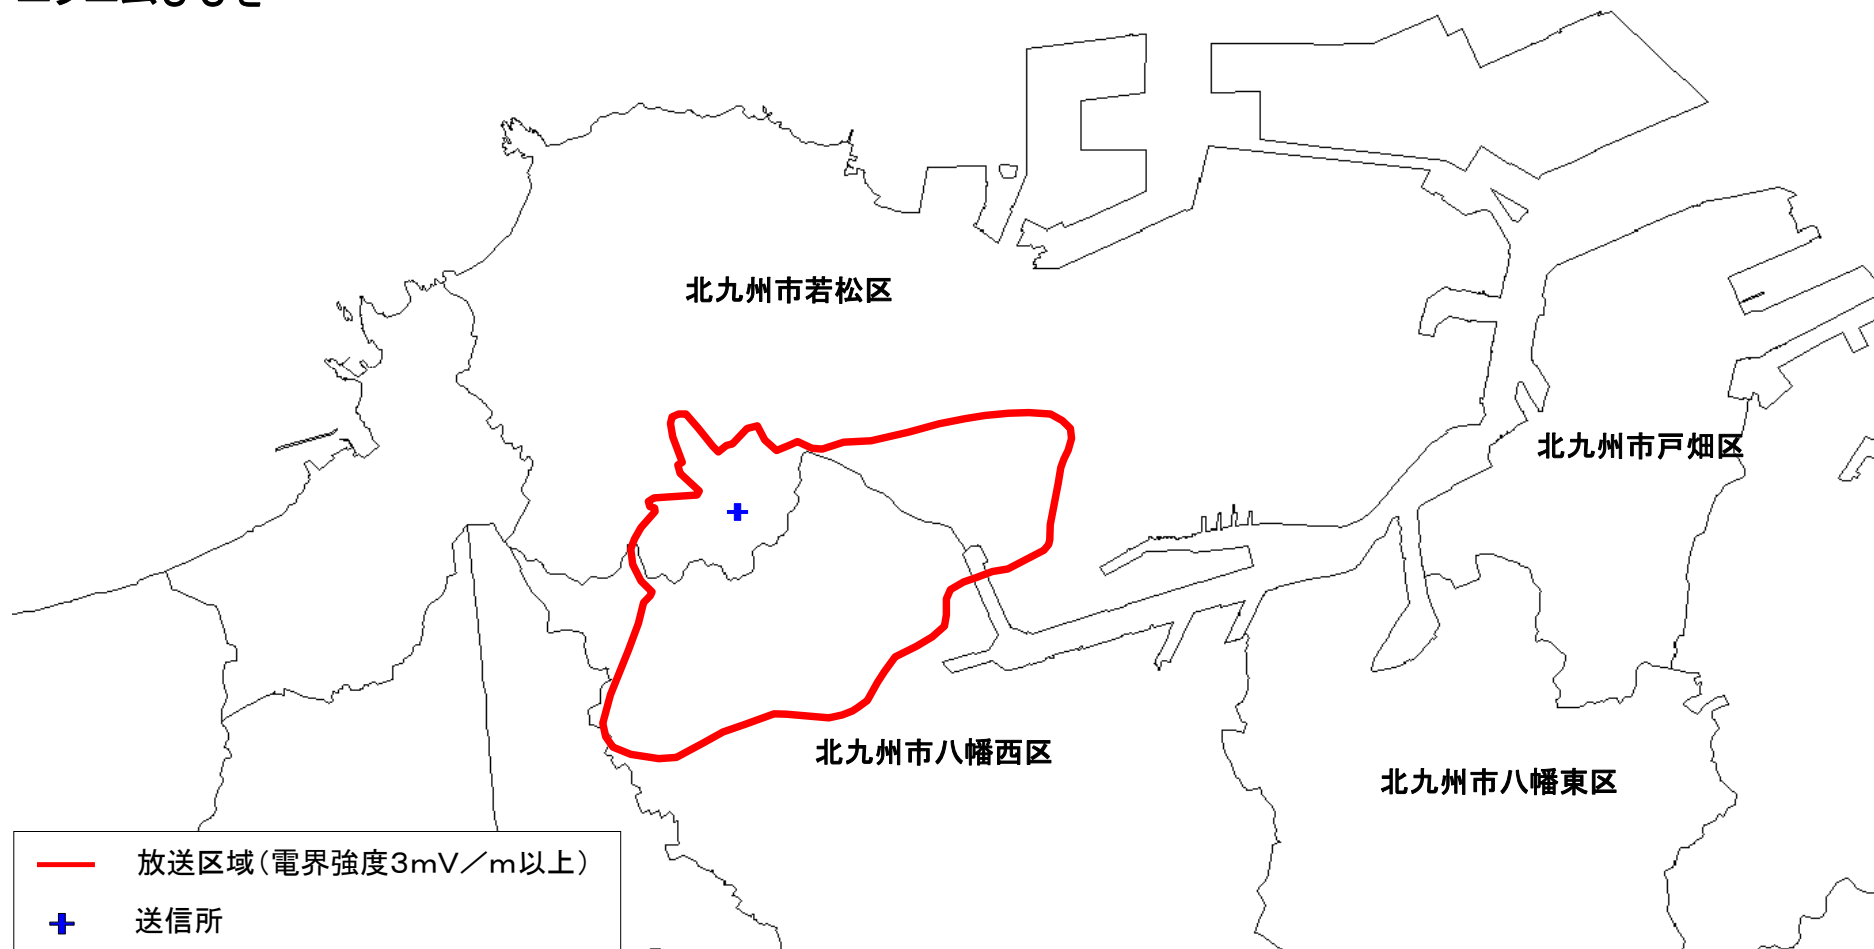 北九州市若松区
北九州市戸畑区
北九州市八幡西区
北九州市八幡東区
放送区域（電界強度3mV／m以上）
送信所